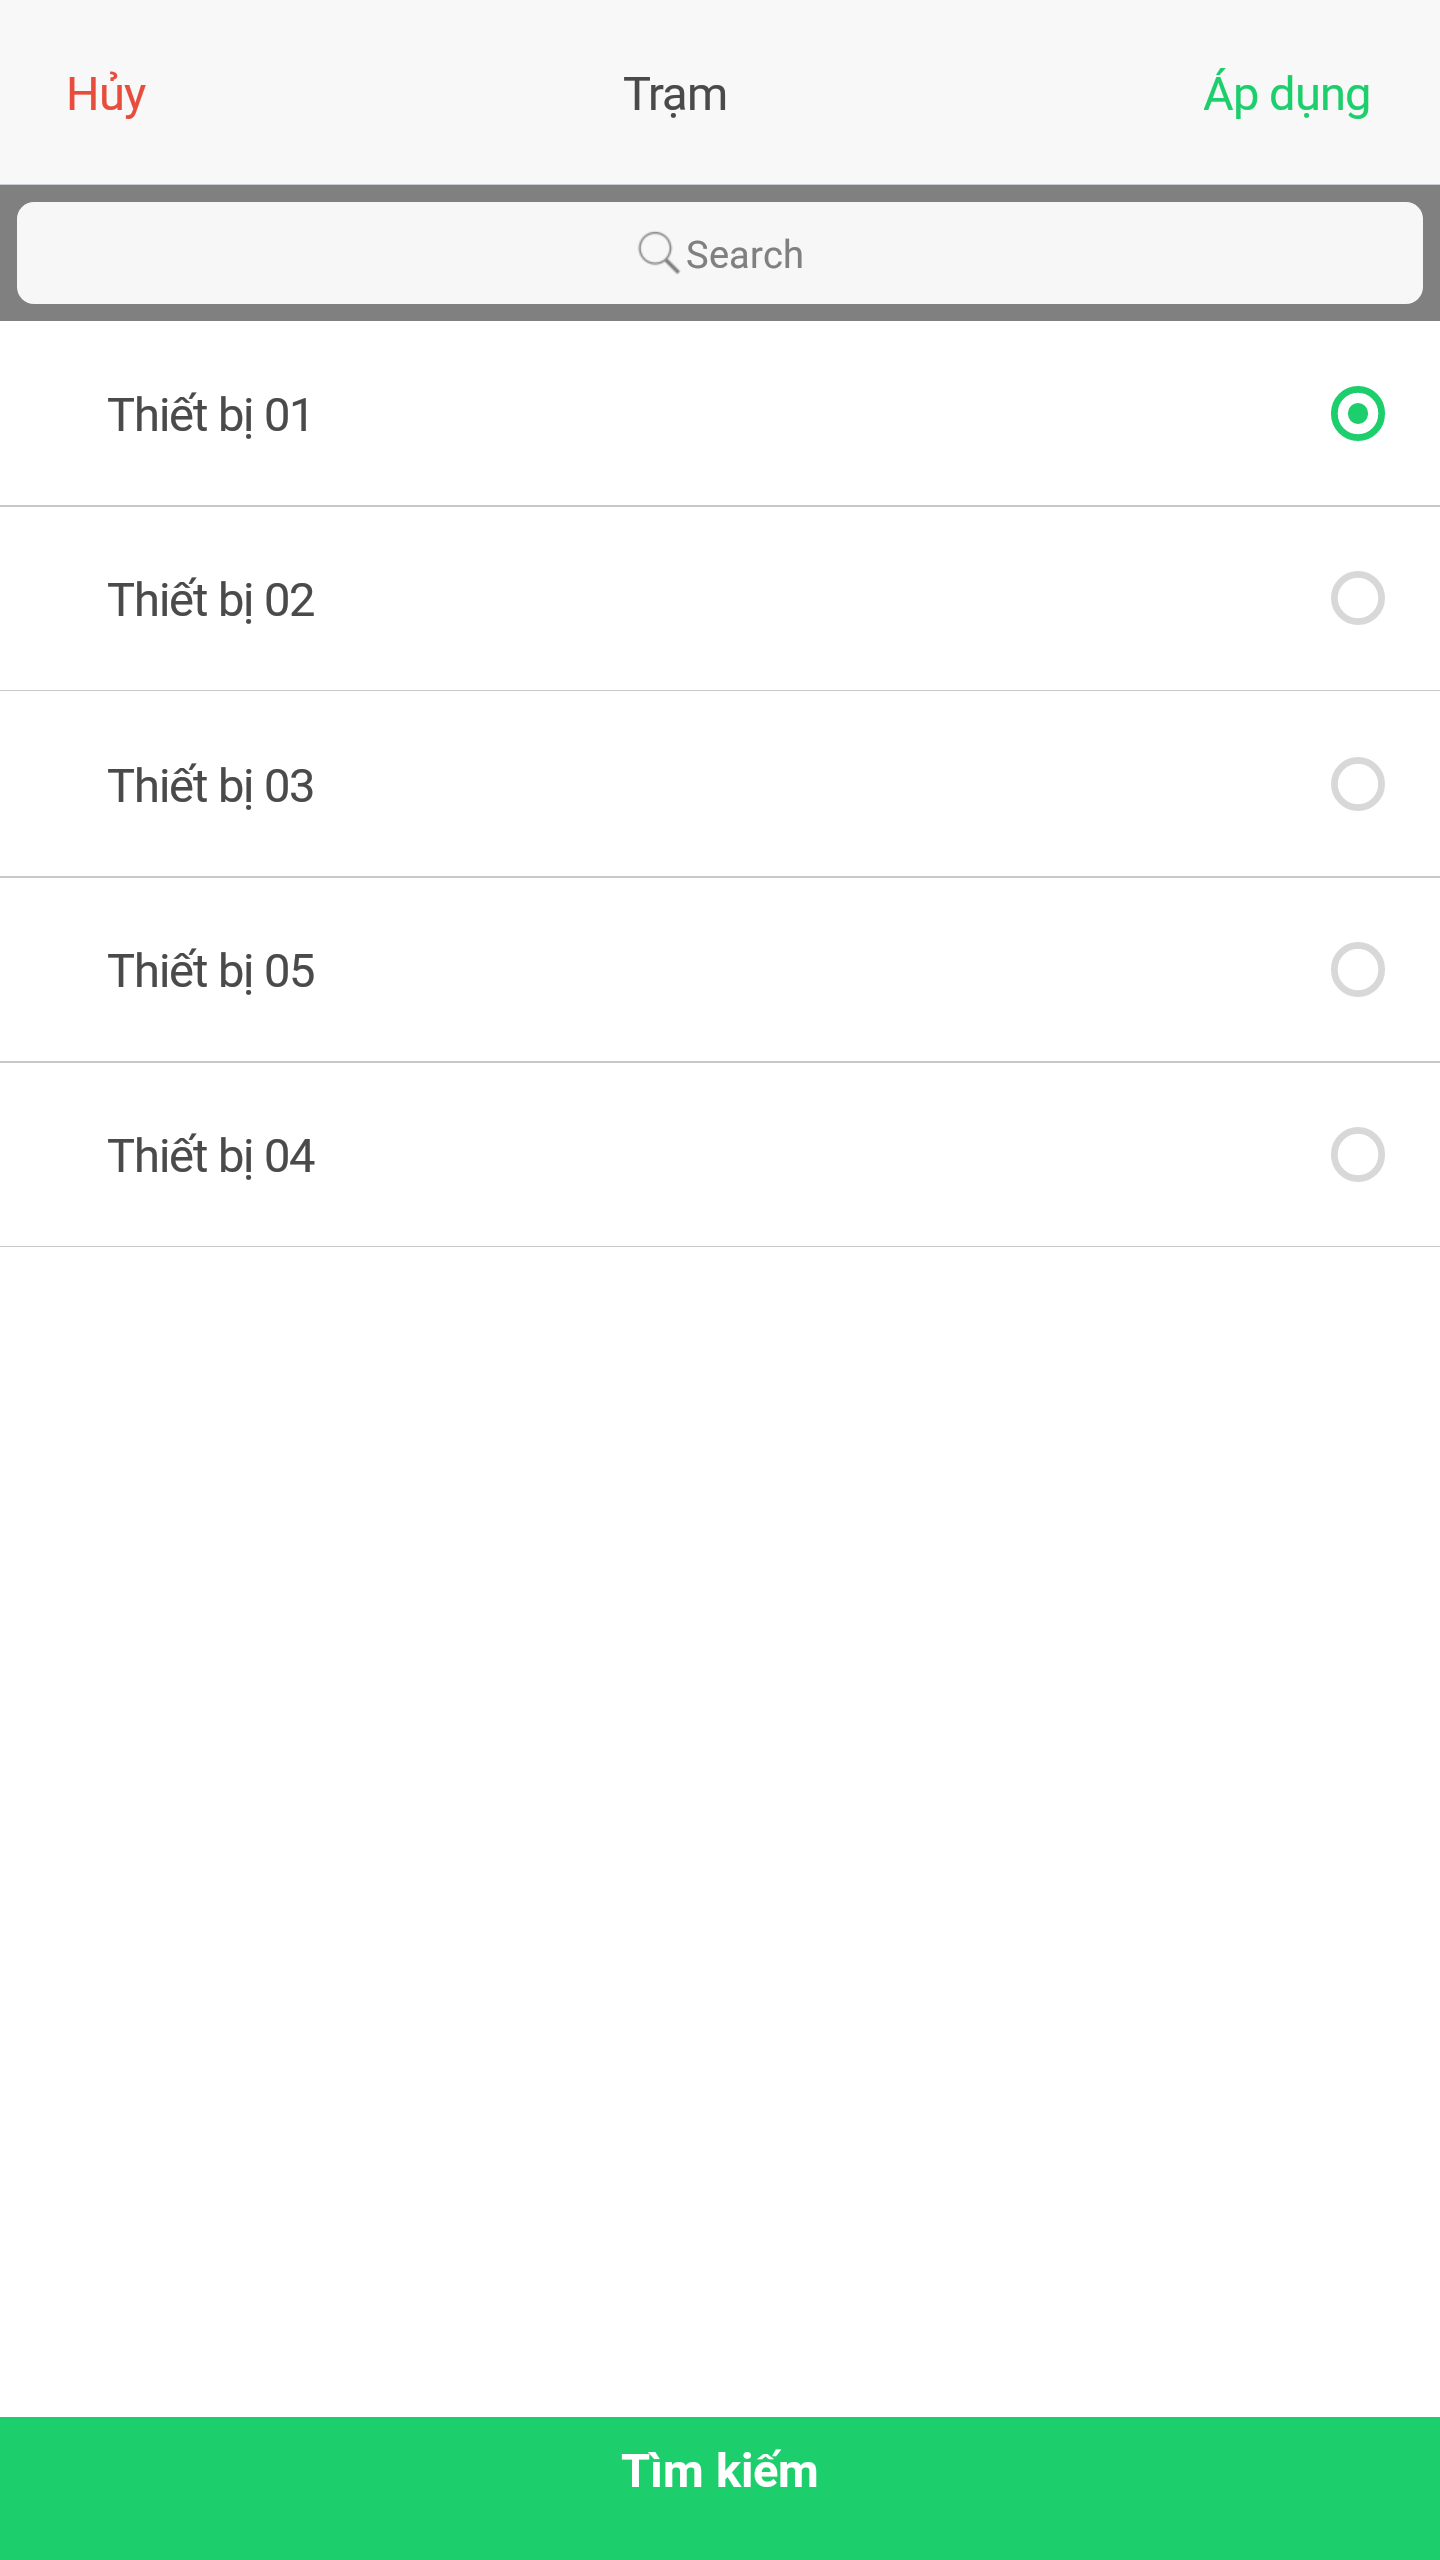 Hủy Trạm Áp dụng
Search
Thiết bị 01
Thiết bị 02
Thiết bị 03
Thiết bị 05
Thiết bị 04
Tìm kiếm